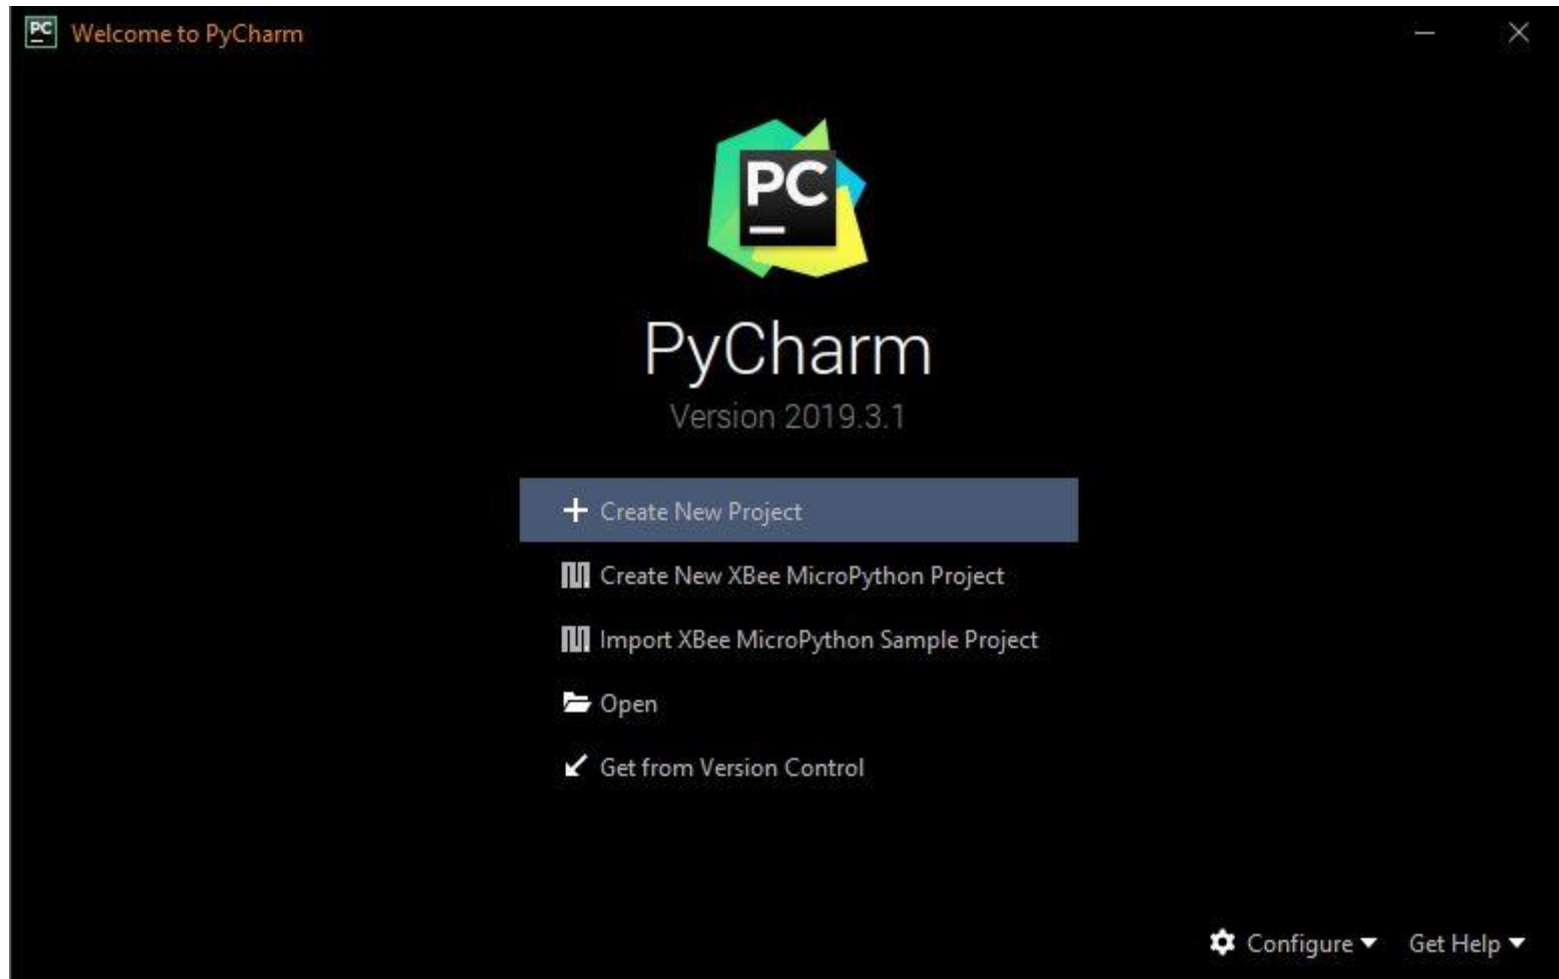 PC Welcome to PyCharm
PC
PyCharm
Version 2019.3.1
Create New Project
Create New XBee MicroPython Project
Import XBee MicroPython Sample Project
Open
Get from Version Control
Configure Get Help